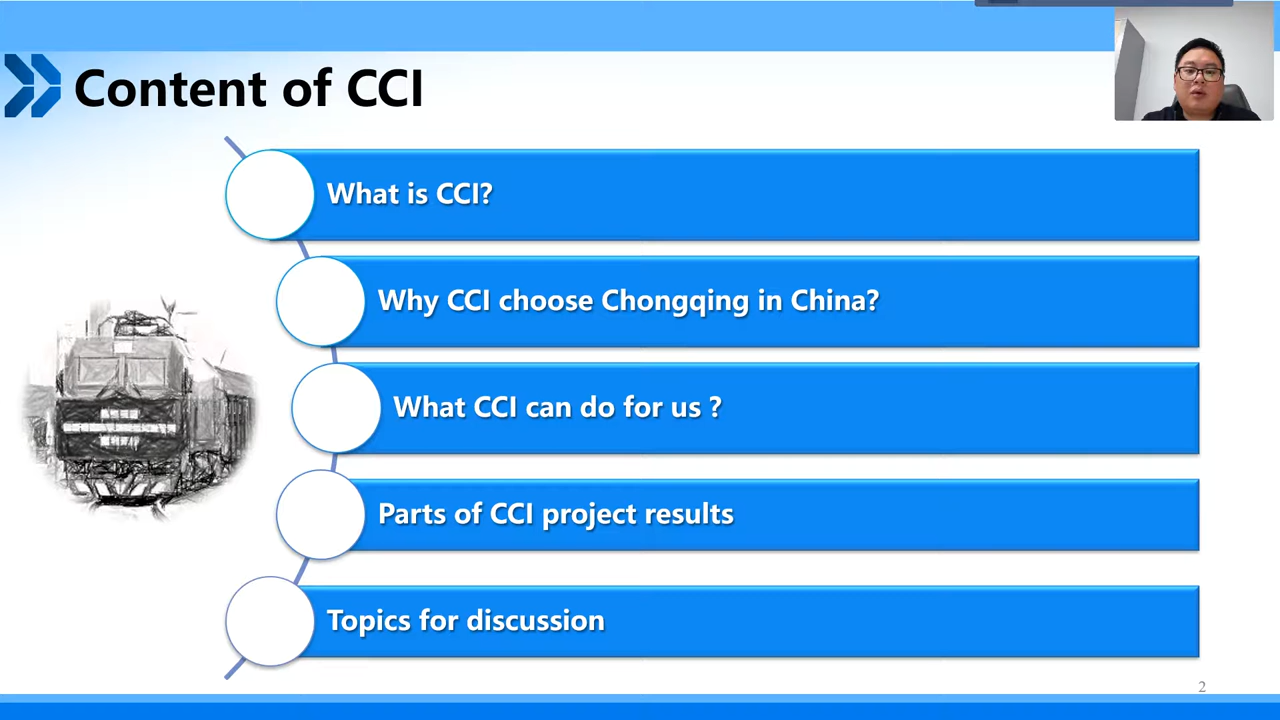 Content of CCI
What is CCI?
Why CCI choose Chongqing in China?
What CCI can do for us ?
Parts of CCI project results
Topics for discussion
2